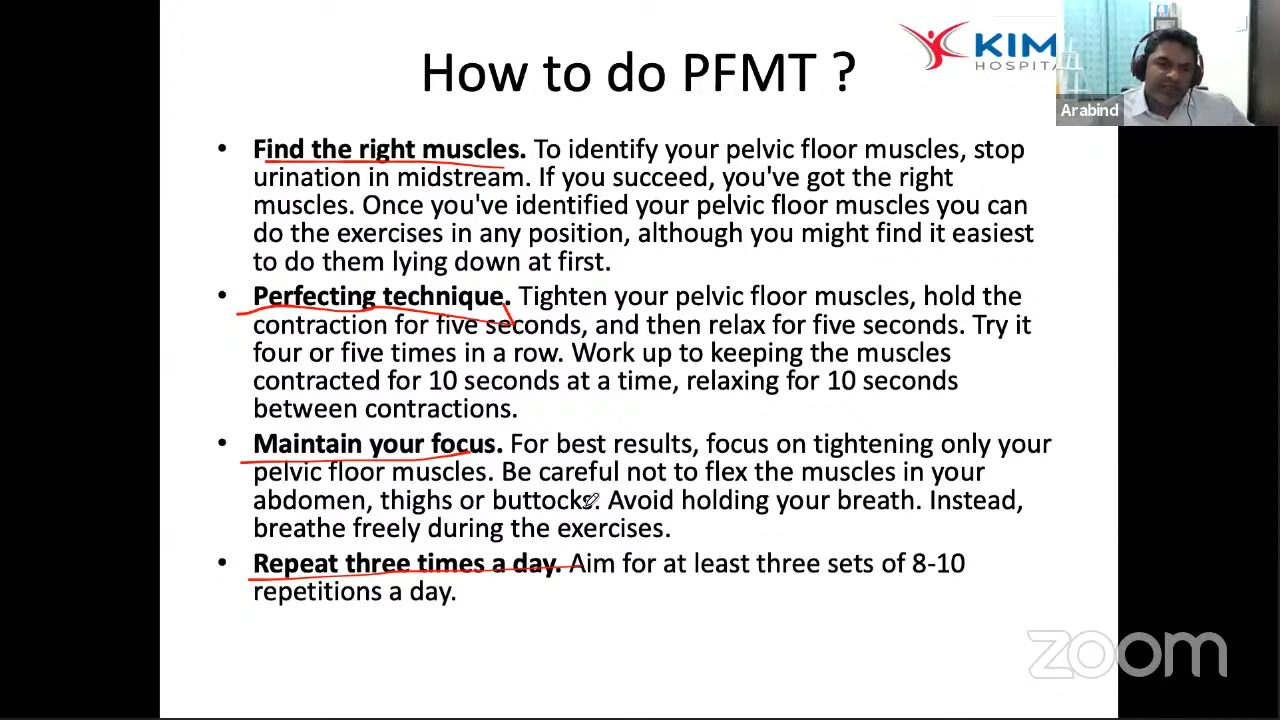 How to do PFMT ?
KIM
HOSPITA
Arabind
• Find the right muscles. To identify your pelvic floor muscles, stop
urination in midstream. If you succeed, you've got the right
muscles. Once you've identified your pelvic floor muscles you can
do the exercises in any position, although you might find it easiest
to do them lying down at first.
• Perfecting technique. Tighten your pelvic floor muscles, hold the
contraction for five seconds, and then relax for five seconds. Try it
four or five times in a row. Work up to keeping the muscles
contracted for 10 seconds at a time, relaxing for 10 seconds
between contractions.
• Maintain your focus. For best results, focus on tightening only your
pelvic floor muscles. Be careful not to flex the muscles in your
abdomen, thighs or buttocks. Avoid holding your breath. Instead,
breathe freely during the exercises.
• Repeat three times a day. Aim for at least three sets of 8-10
repetitions a day.
zoom